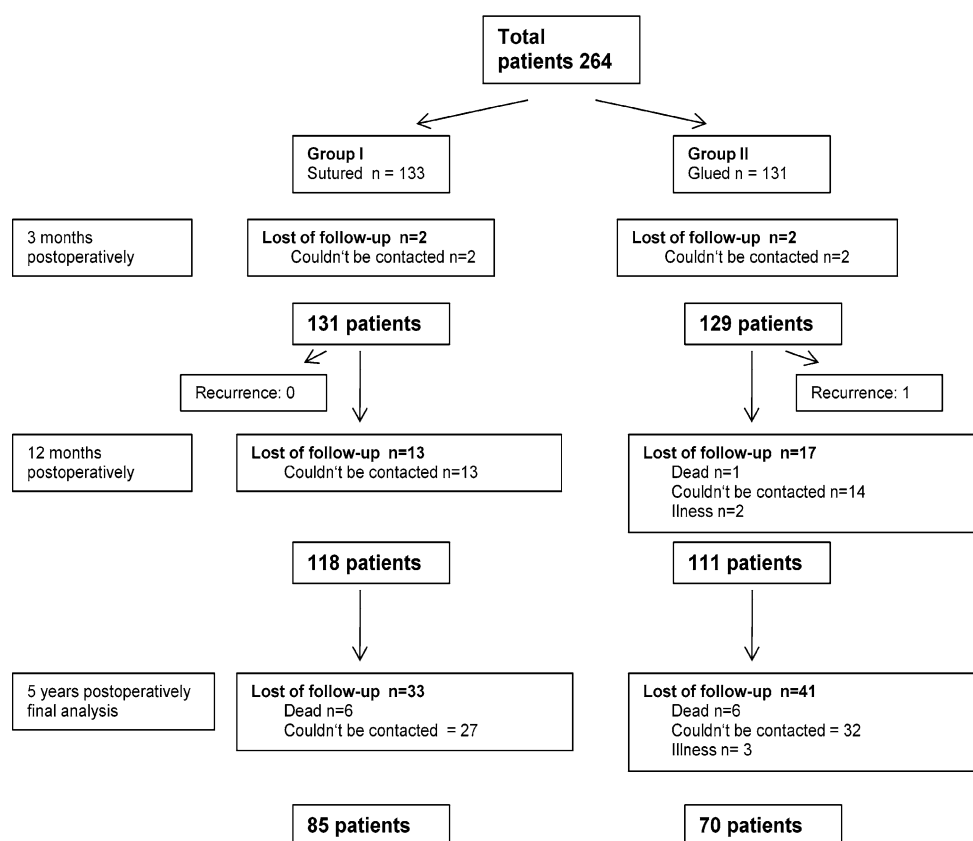 Total
patients 264
Group I
Sutured n = 133
Group II
Glued n = 131
3 months
postoperatively
Lost of follow-up n=2
Couldn‘t be contacted n=2
Lost of follow-up n=2
Couldn‘t be contacted n=2
131 patients
129 patients
Recurrence: 0
Recurrence: 1
12 months
postoperatively
Lost of follow-up n=13
Couldn‘t be contacted n=13
Lost of follow-up n=17
Dead n=1
Couldn‘t be contacted n=14
Ilness n=2
118 patients
111 patients
5 years postoperatively
final analysis
Lost of follow-up n=33
Dead n=6
Couldn‘t be contacted = 27
Lost of follow-up n=41
Dead n=6
Couldn‘t be contacted = 32
Illness n= 3
85 patients
70 patients